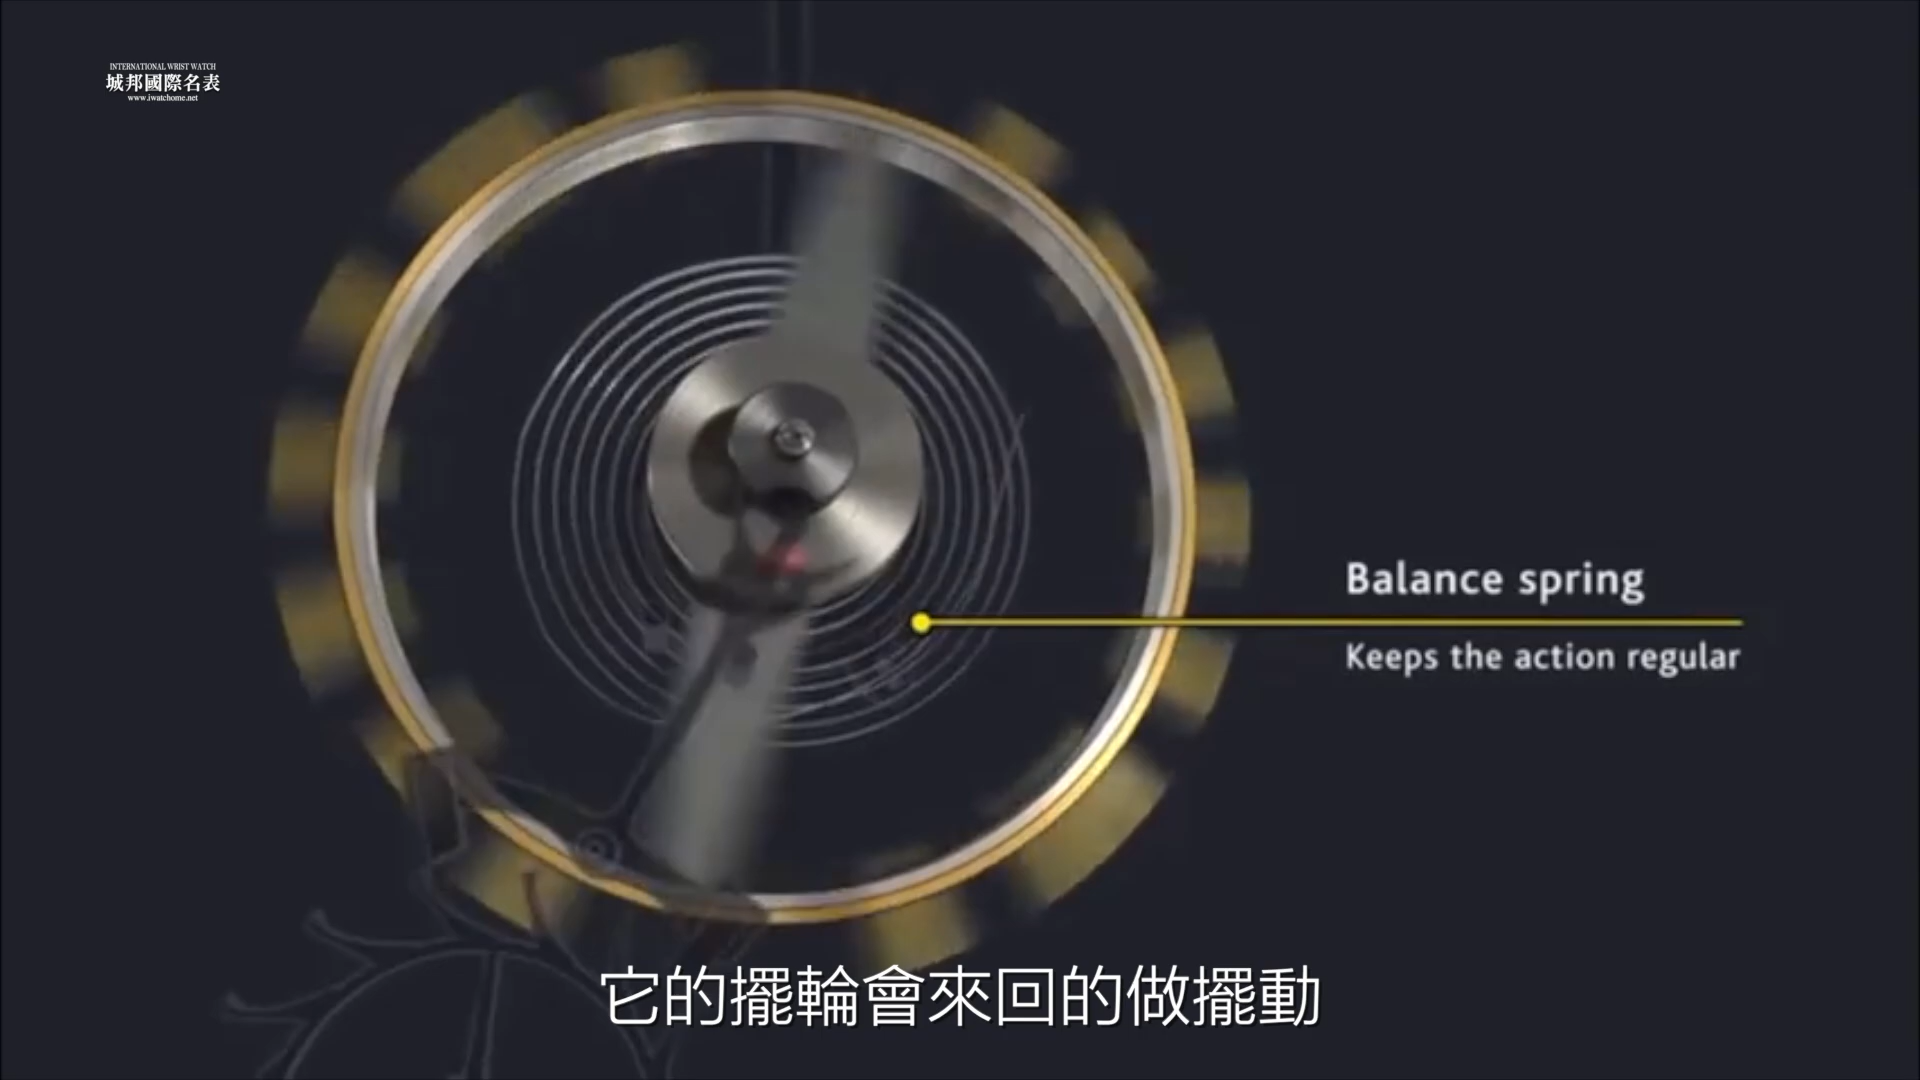 INTERNATIONAL WRIST WATCH
城邦國際名表
www.iwatchome.net
Balance spring
Keeps the action regular
它的擺輪會來回的做擺動